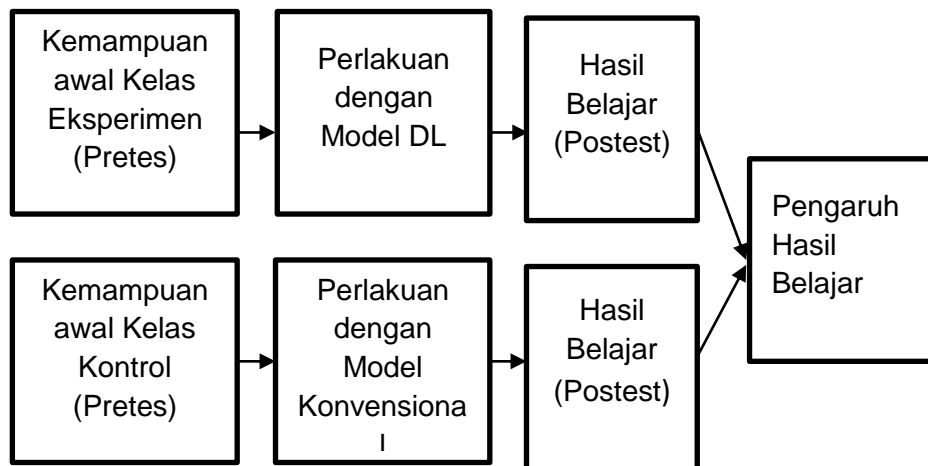 Kemampuan
awal Kelas
Eksperimen
(Pretes)
Perlakuan
dengan
Model DL
Hasil
Belajar
(Postest)
Kemampuan
awal Kelas
Kontrol
(Pretes)
Perlakuan
dengan
Model
Konvensiona
l
Hasil
Belajar
(Postest)
Pengaruh
Hasil
Belajar